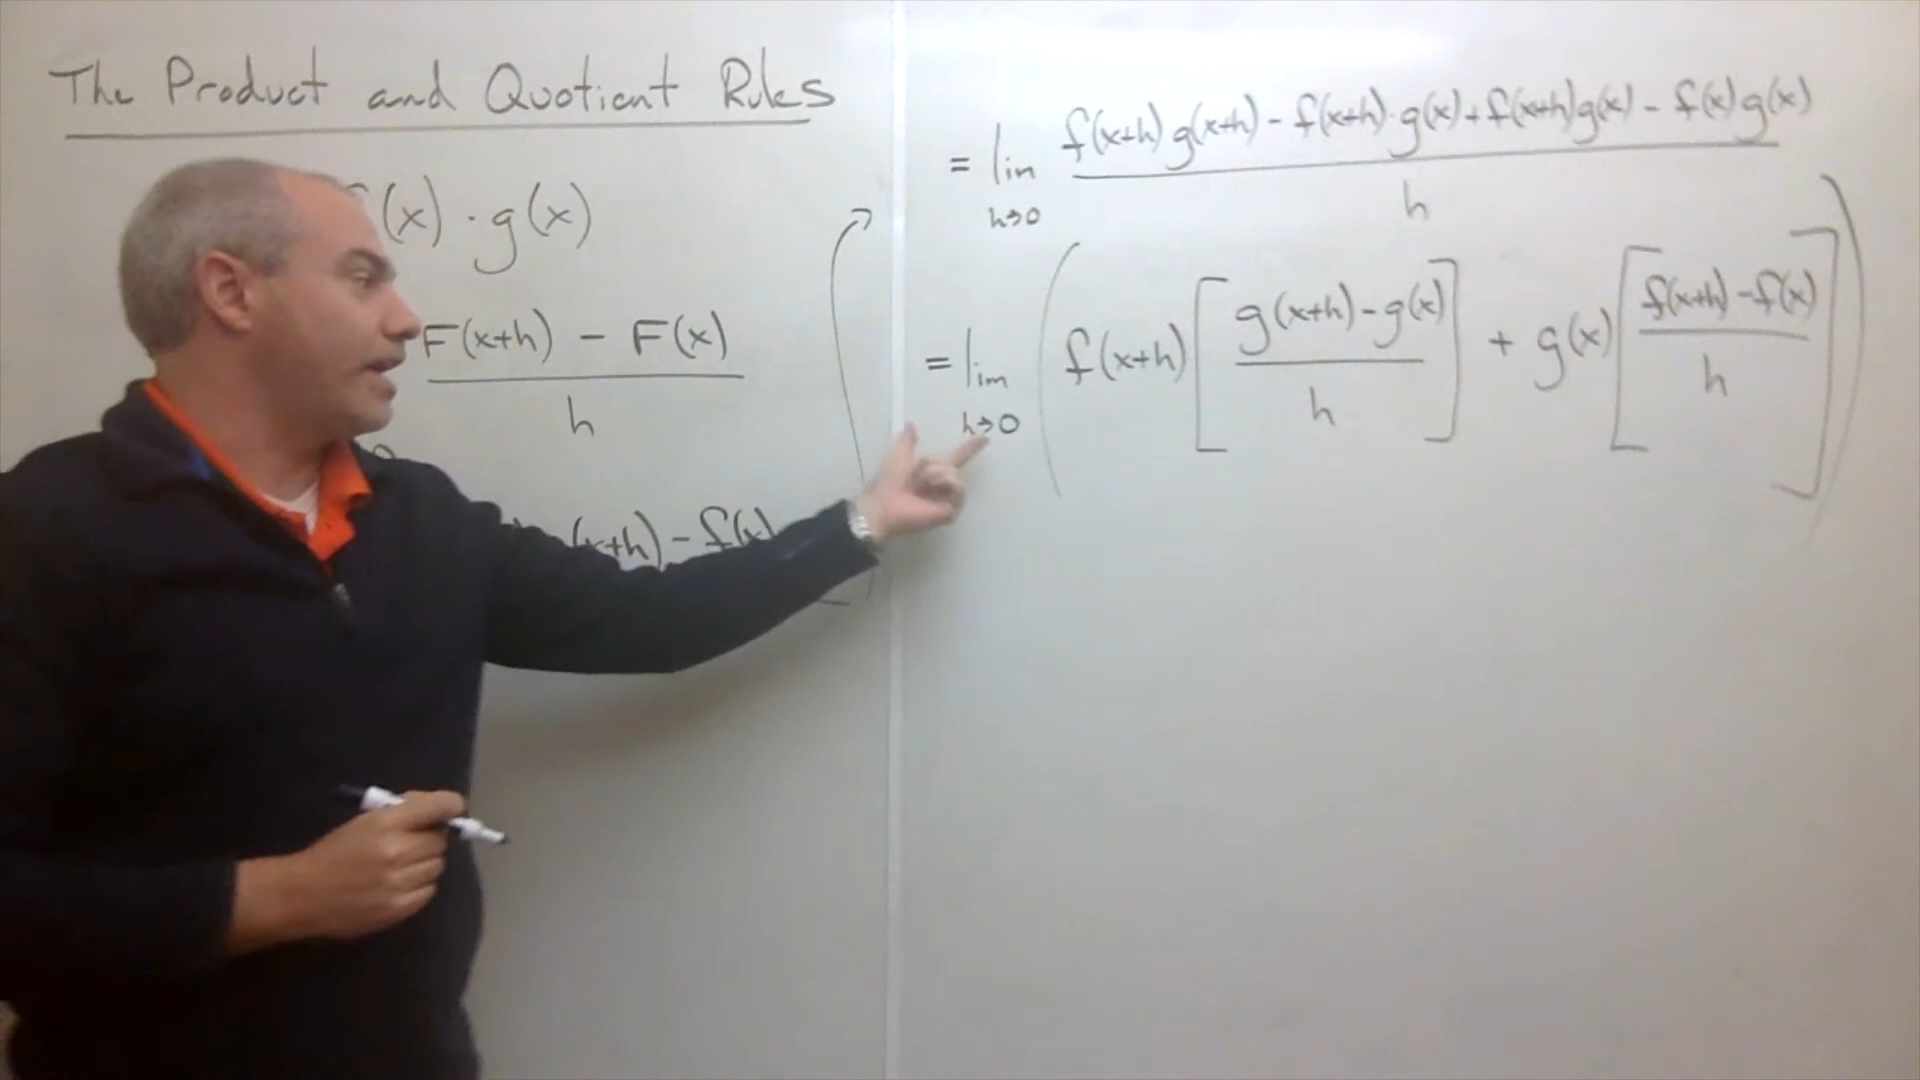 The Product and Quotient Rules
(x) · g(x)
F(x+h) - F(x)
h
(x+h) - f(x)
= lim h→0
f(x+h) g(x+h) - f(x+h) · g(x) + f(x+h) g(x) - f(x) g(x)
h
= lim h→0 ( f(x+h) [ g(x+h) - g(x) / h ] + g(x) [ f(x+h) - f(x) / h ] )